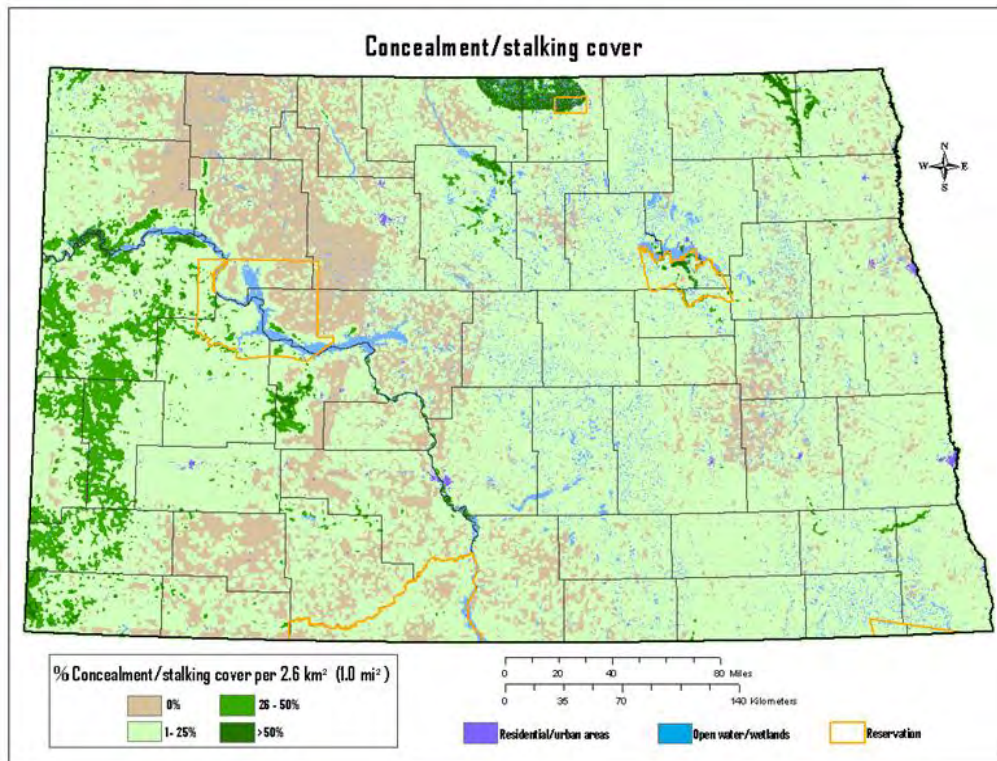 Concealment/stalking cover
N
W E
S
% Concealment/stalking cover per 2.6 km² (1.0 mi²)
0% 26 - 50%
1- 25% >50%
0 20 40 80 Miles
0 35 70 140 Kilometers
Residential/urban areas Open water/wetlands Reservation